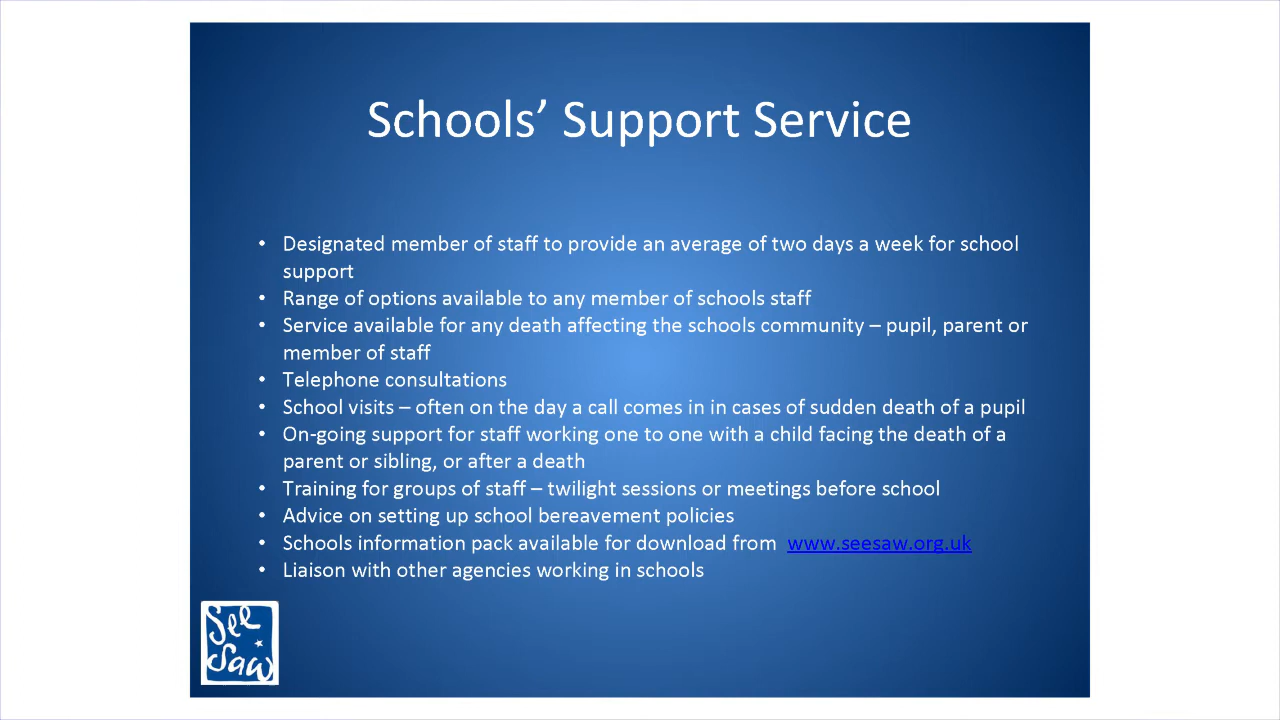 Schools’ Support Service
• Designated member of staff to provide an average of two days a week for school
support
• Range of options available to any member of schools staff
• Service available for any death affecting the schools community – pupil, parent or
member of staff
• Telephone consultations
• School visits – often on the day a call comes in in cases of sudden death of a pupil
• On-going support for staff working one to one with a child facing the death of a
parent or sibling, or after a death
• Training for groups of staff – twilight sessions or meetings before school
• Advice on setting up school bereavement policies
• Schools information pack available for download from www.seesaw.org.uk
• Liaison with other agencies working in schools
See
Saw